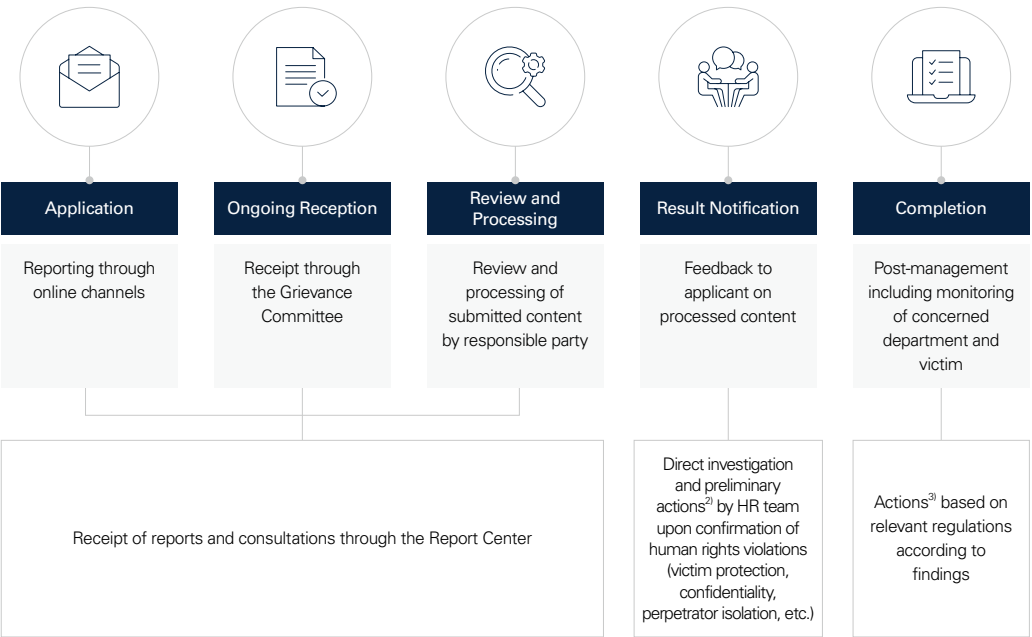 Application
Reporting through
online channels
Ongoing Reception
Receipt through
the Grievance
Committee
Review and
Processing
Review and
processing of
submitted content
by responsible party
Result Notification
Feedback to
applicant on
processed content
Completion
Post-management
including monitoring
of concerned
department and
victim
Receipt of reports and consultations through the Report Center
Direct investigation
and preliminary
actions2) by HR team
upon confirmation of
human rights violations
(victim protection,
confidentiality,
perpetrator isolation, etc.)
Actions3) based on
relevant regulations
according to
findings